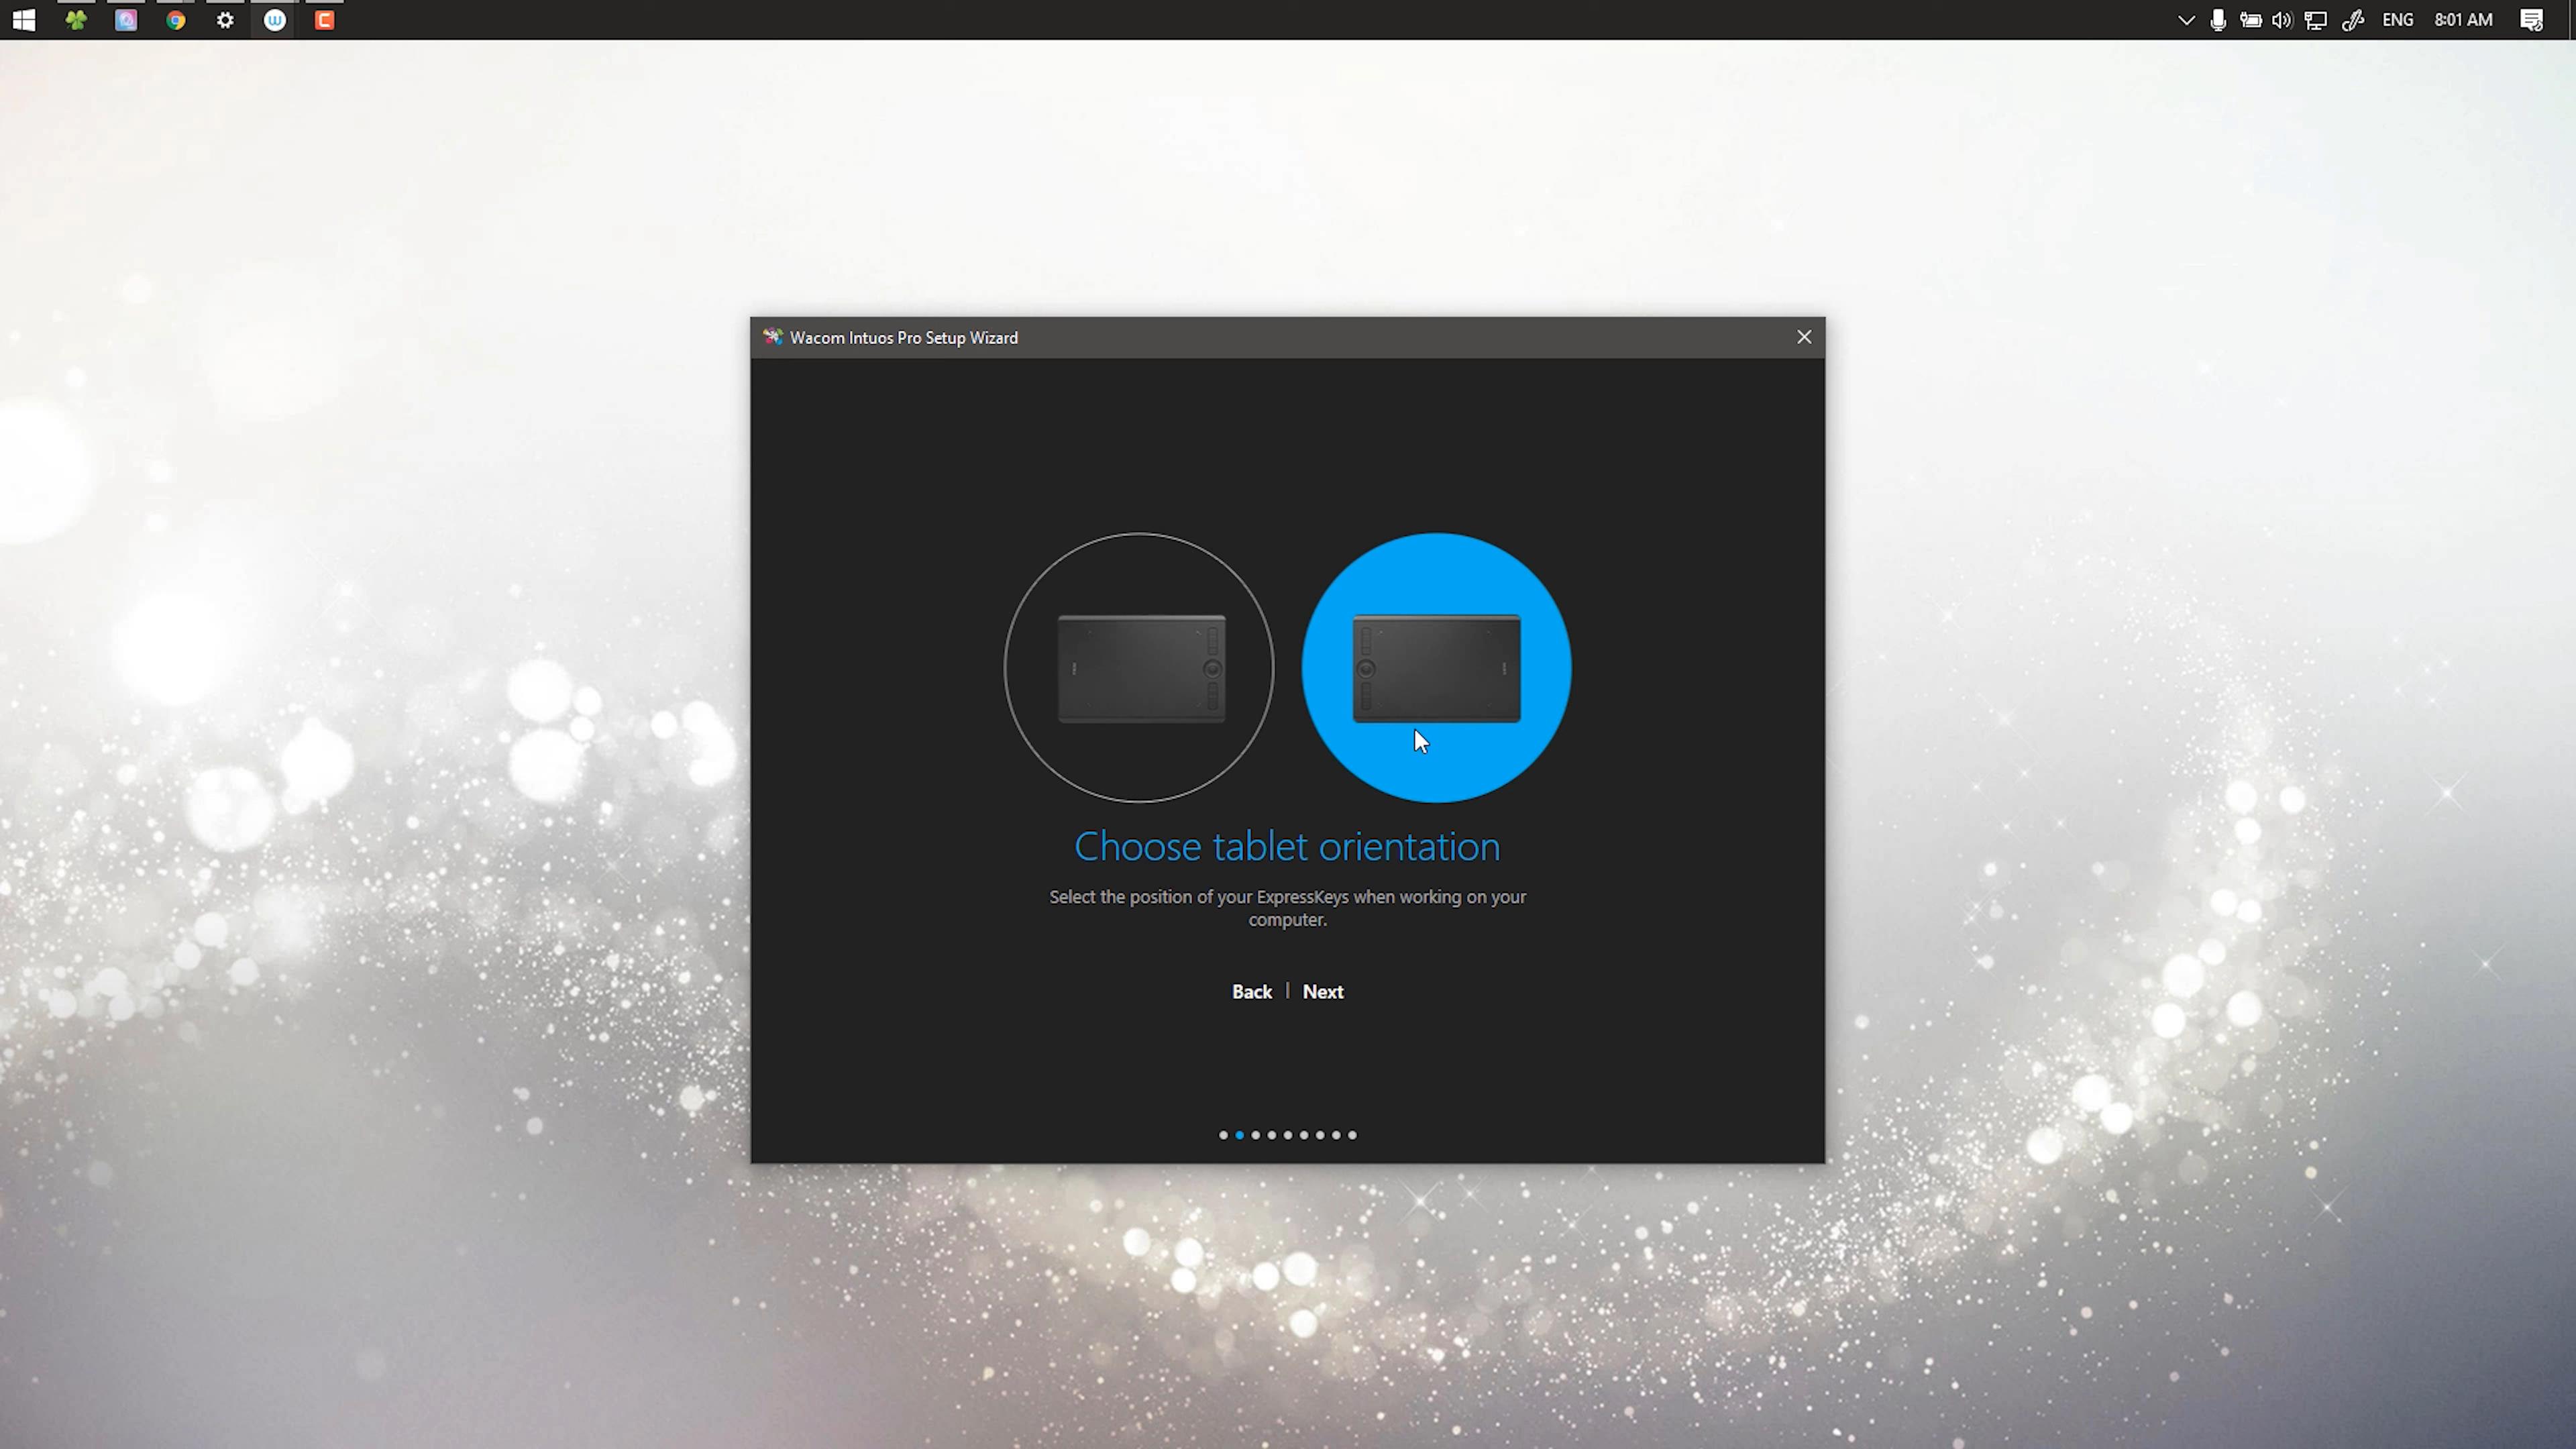 ENG 8:01 AM
Wacom Intuos Pro Setup Wizard
Choose tablet orientation
Select the position of your ExpressKeys when working on your
computer.
Back | Next